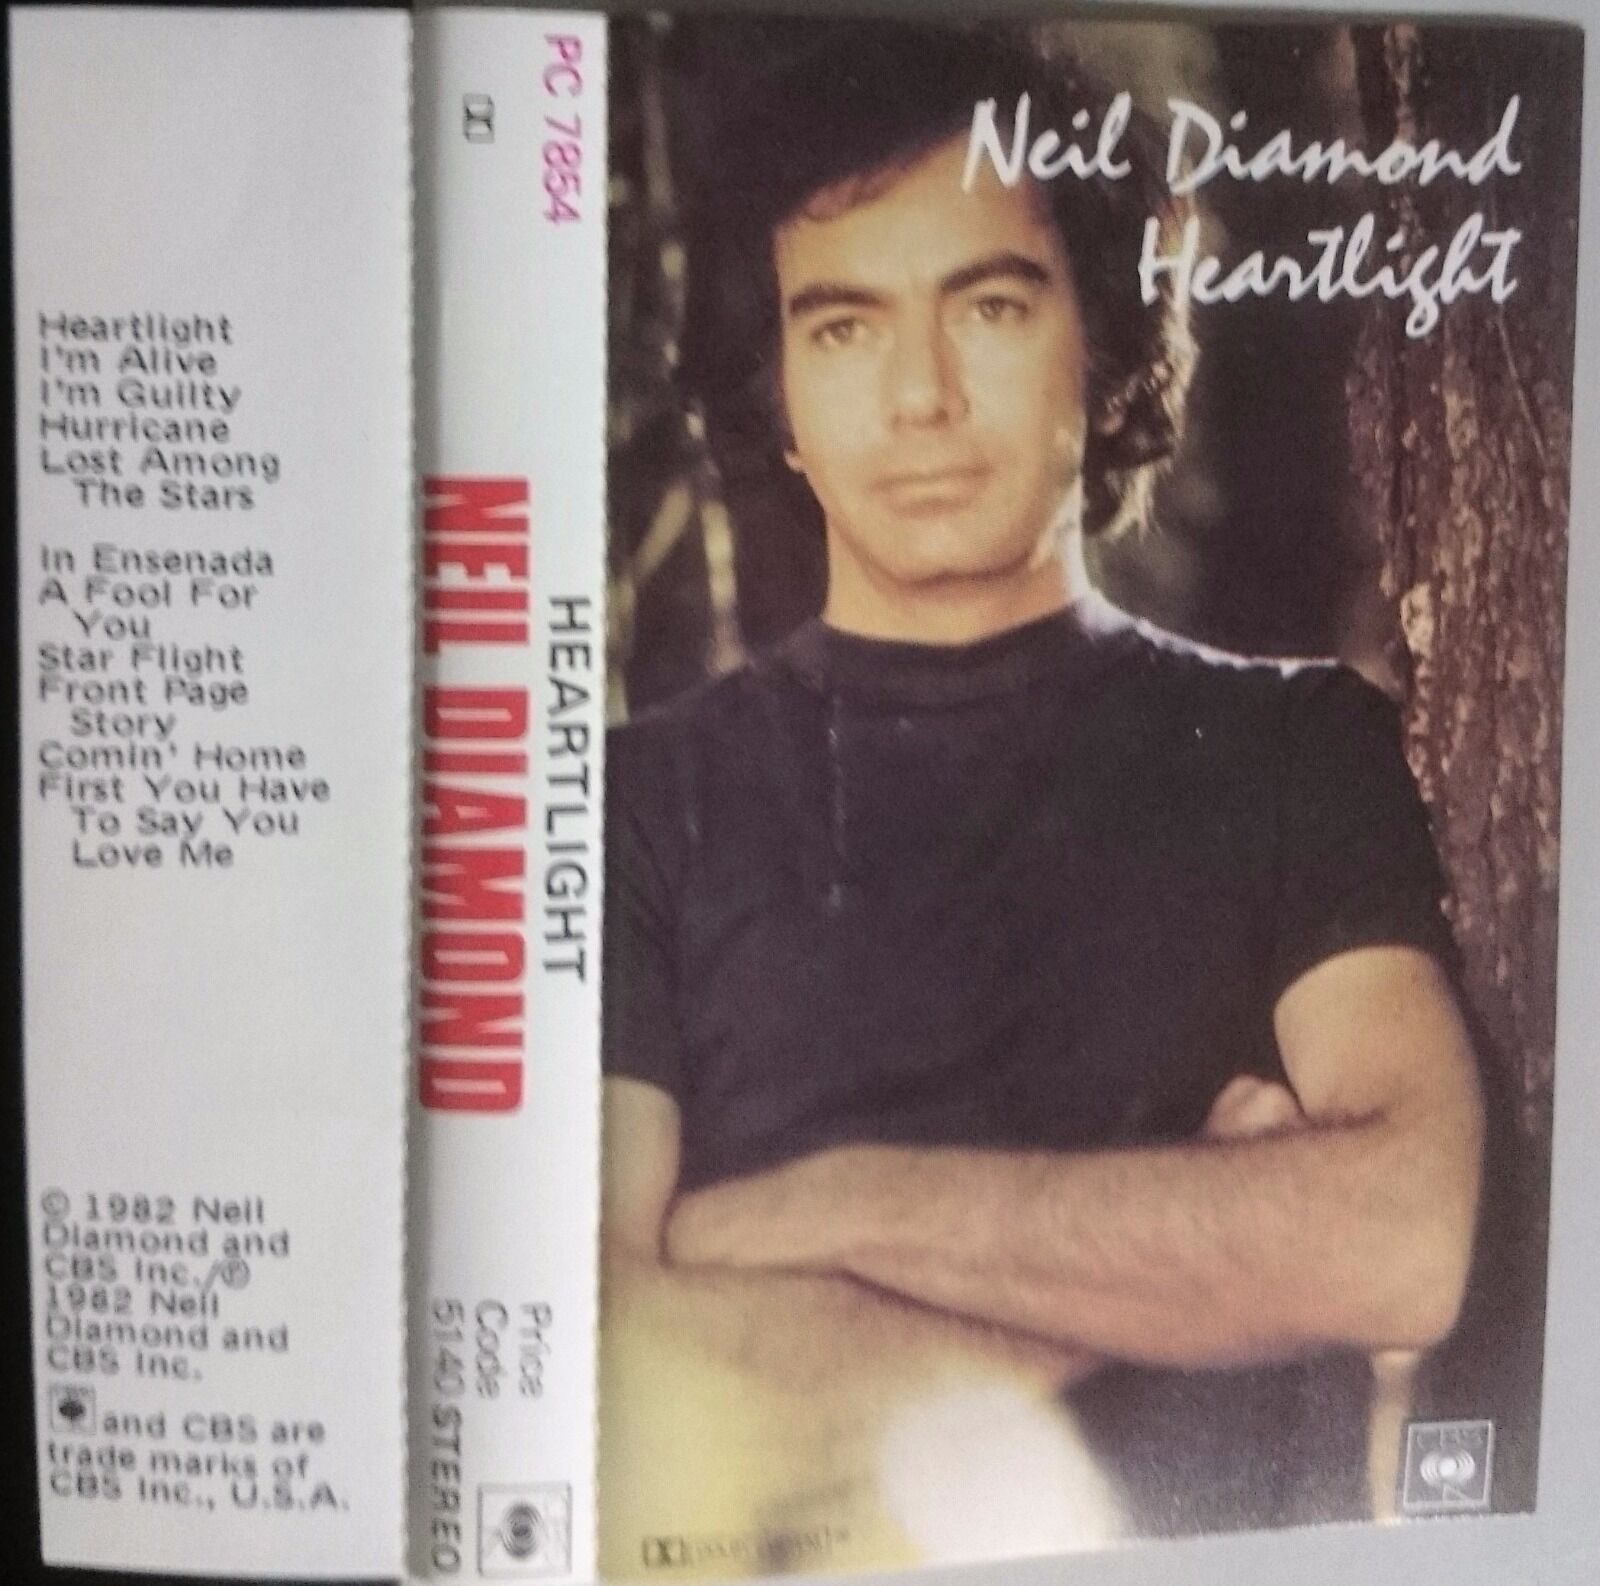 Heartlight
I'm Alive
I'm Guilty
Hurricane
Lost Among
The Stars
In Ensenada
A Fool For
You
Star Flight
Front Page
Story
Comin' Home
First You Have
To Say You
Love Me
© 1982 Neil
Diamond and
CBS Inc./℗
1982 Neil
Diamond and
CBS Inc.
and CBS are
trade marks of
CBS Inc., U.S.A.
PC 7854
HEARTLIGHT
NEIL DIAMOND
Price
Code
5140 STEREO
Neil Diamond
Heartlight